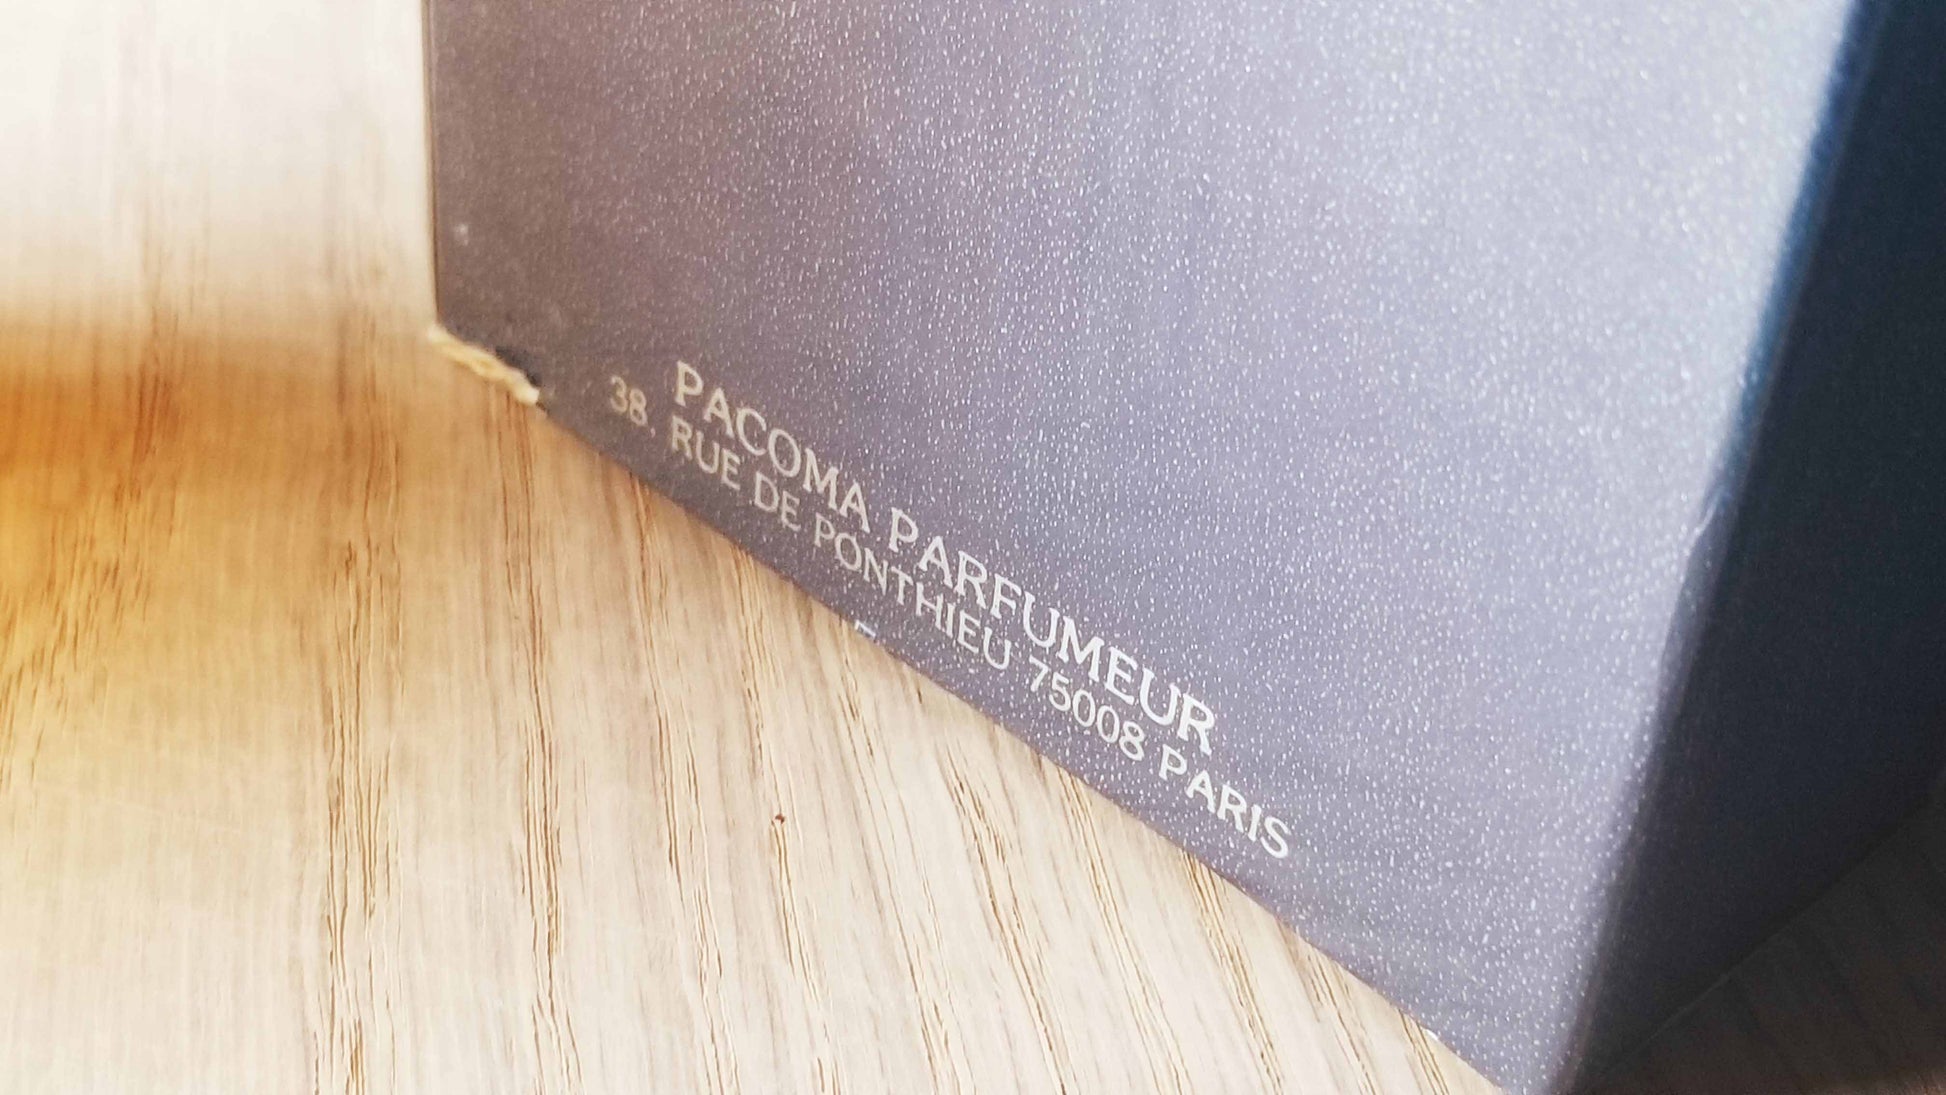 PACOMA PARFUMEUR
38. RUE DE PONTHIEU 75008 PARIS